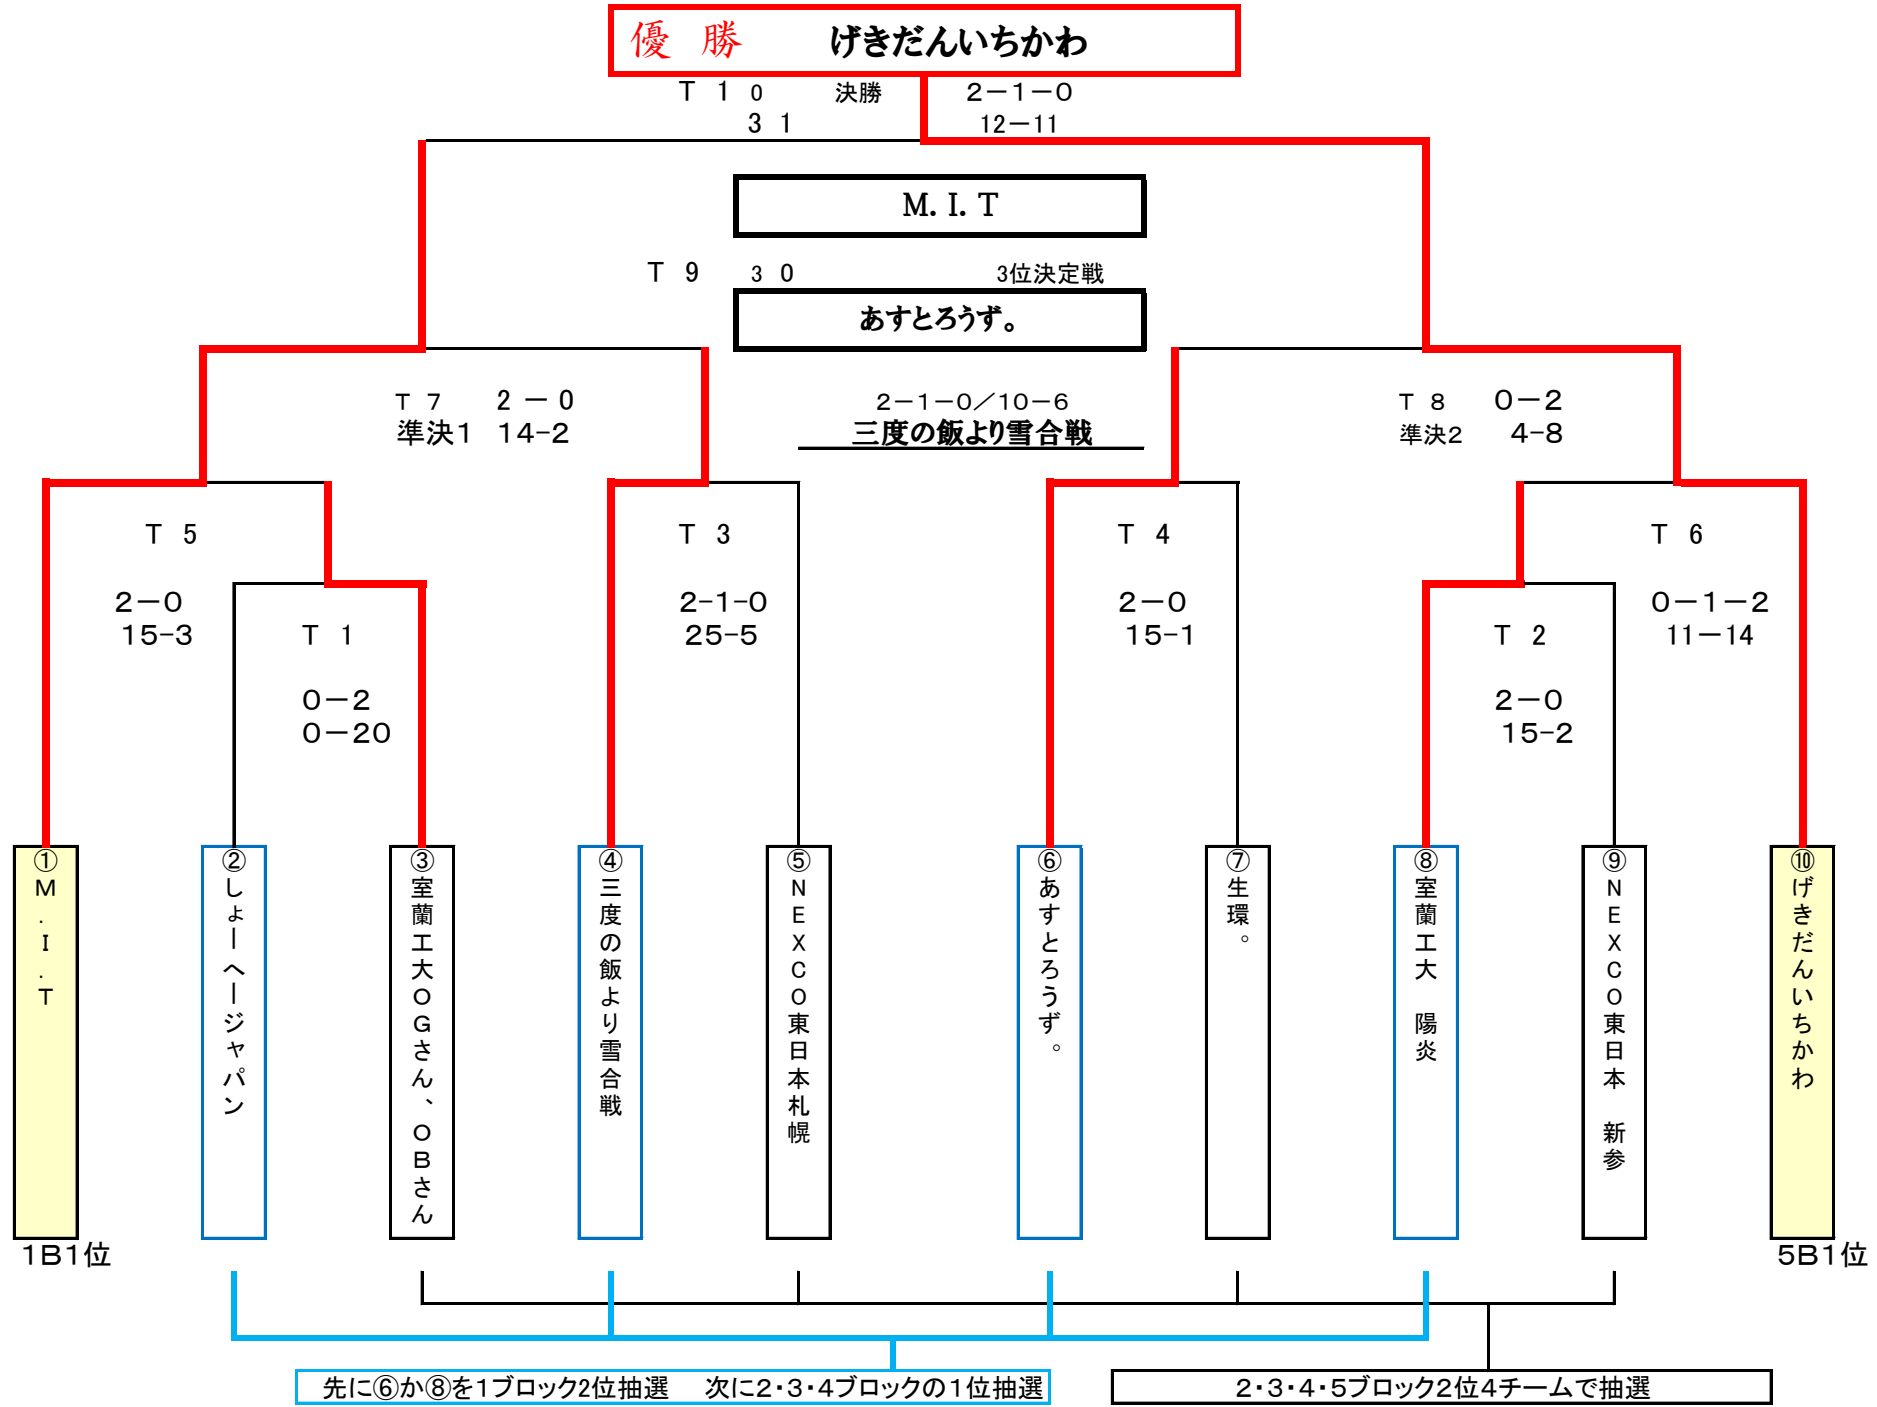 優　勝　　げきだんいちかわ
Ｔ １０　決勝　２－１－０
３１　12－11
Ｍ．Ｉ．Ｔ
Ｔ ９　３０　3位決定戦
あすとろうず。
Ｔ ７　２－０
準決１　14-2
２－１－０／１０－６
三度の飯より雪合戦
Ｔ ８　０－２
準決２　4-8
Ｔ ５
２－０
15-3
Ｔ １
０－２
０－２０
Ｔ ３
２-１-０
25-5
Ｔ ４
２－０
15-1
Ｔ ２
２－０
15-2
Ｔ ６
０－１－２
11－14
①Ｍ．Ｉ．Ｔ
②しょーへージャパン
③室蘭工大ＯＧさん、ＯＢさん
④三度の飯より雪合戦
⑤ＮＥＸＣＯ東日本札幌
⑥あすとろうず。
⑦生環。
⑧室蘭工大　陽炎
⑨ＮＥＸＣＯ東日本　新参
⑩げきだんいちかわ
１Ｂ１位
５Ｂ１位
先に⑥か⑧を１ブロック2位抽選　次に２・３・４ブロックの１位抽選
２・３・４・５ブロック２位４チームで抽選